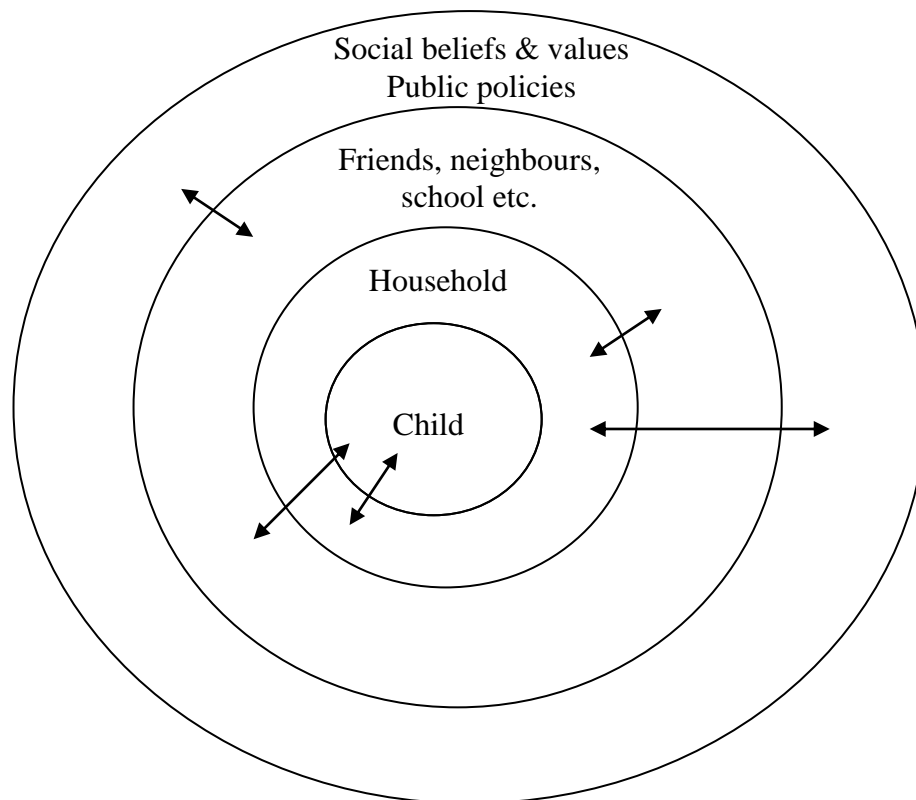 Social beliefs & values
Public policies
Friends, neighbours,
school etc.
Household
Child